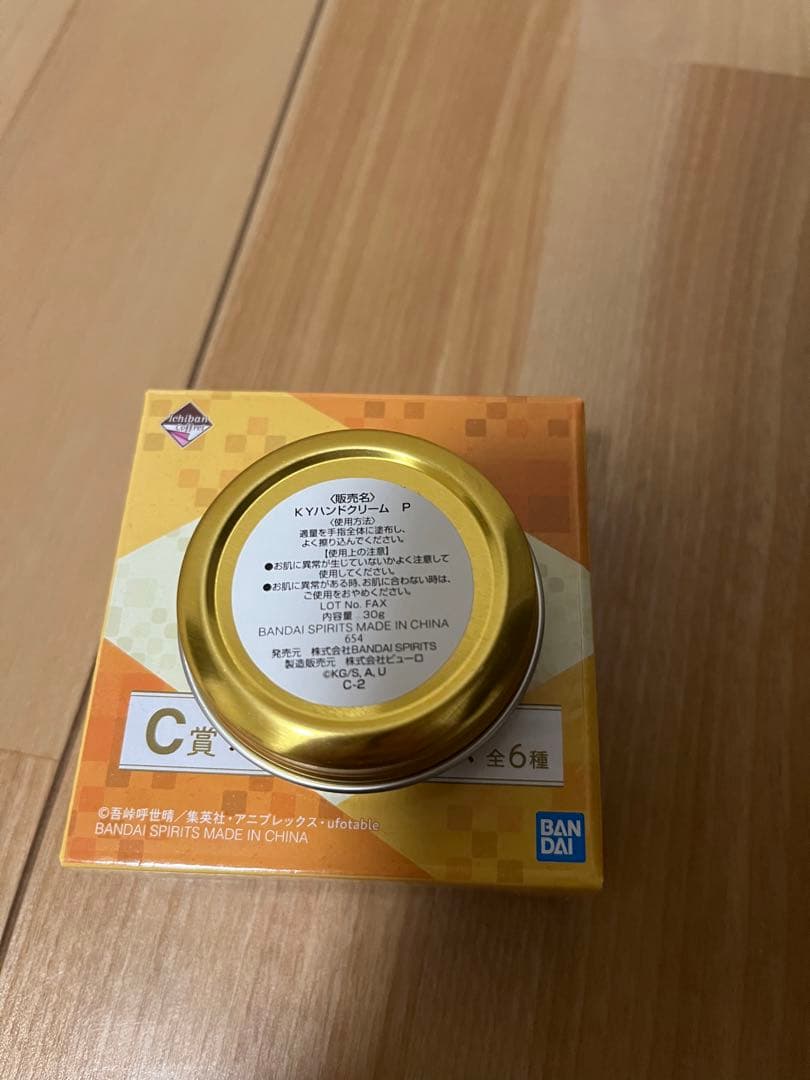 Ichiban
Coffret
〈販売名〉
KYハンドクリーム P
〈使用方法〉
適量を手指全体に塗布し、
よく擦り込んでください。
【使用上の注意】
●お肌に異常が生じていないかよく注意して
使用してください。
●お肌に異常がある時、お肌に合わない時は、
ご使用をおやめください。
LOT No. FAX
内容量 30g
BANDAI SPIRITS MADE IN CHINA
654
発売元 株式会社BANDAI SPIRITS
製造販売元 株式会社ピューロ
©KG/S, A, U
C-2
C賞・
全6種
©吾峠呼世晴／集英社・アニプレックス・ufotable
BANDAI SPIRITS MADE IN CHINA
BAN
DAI